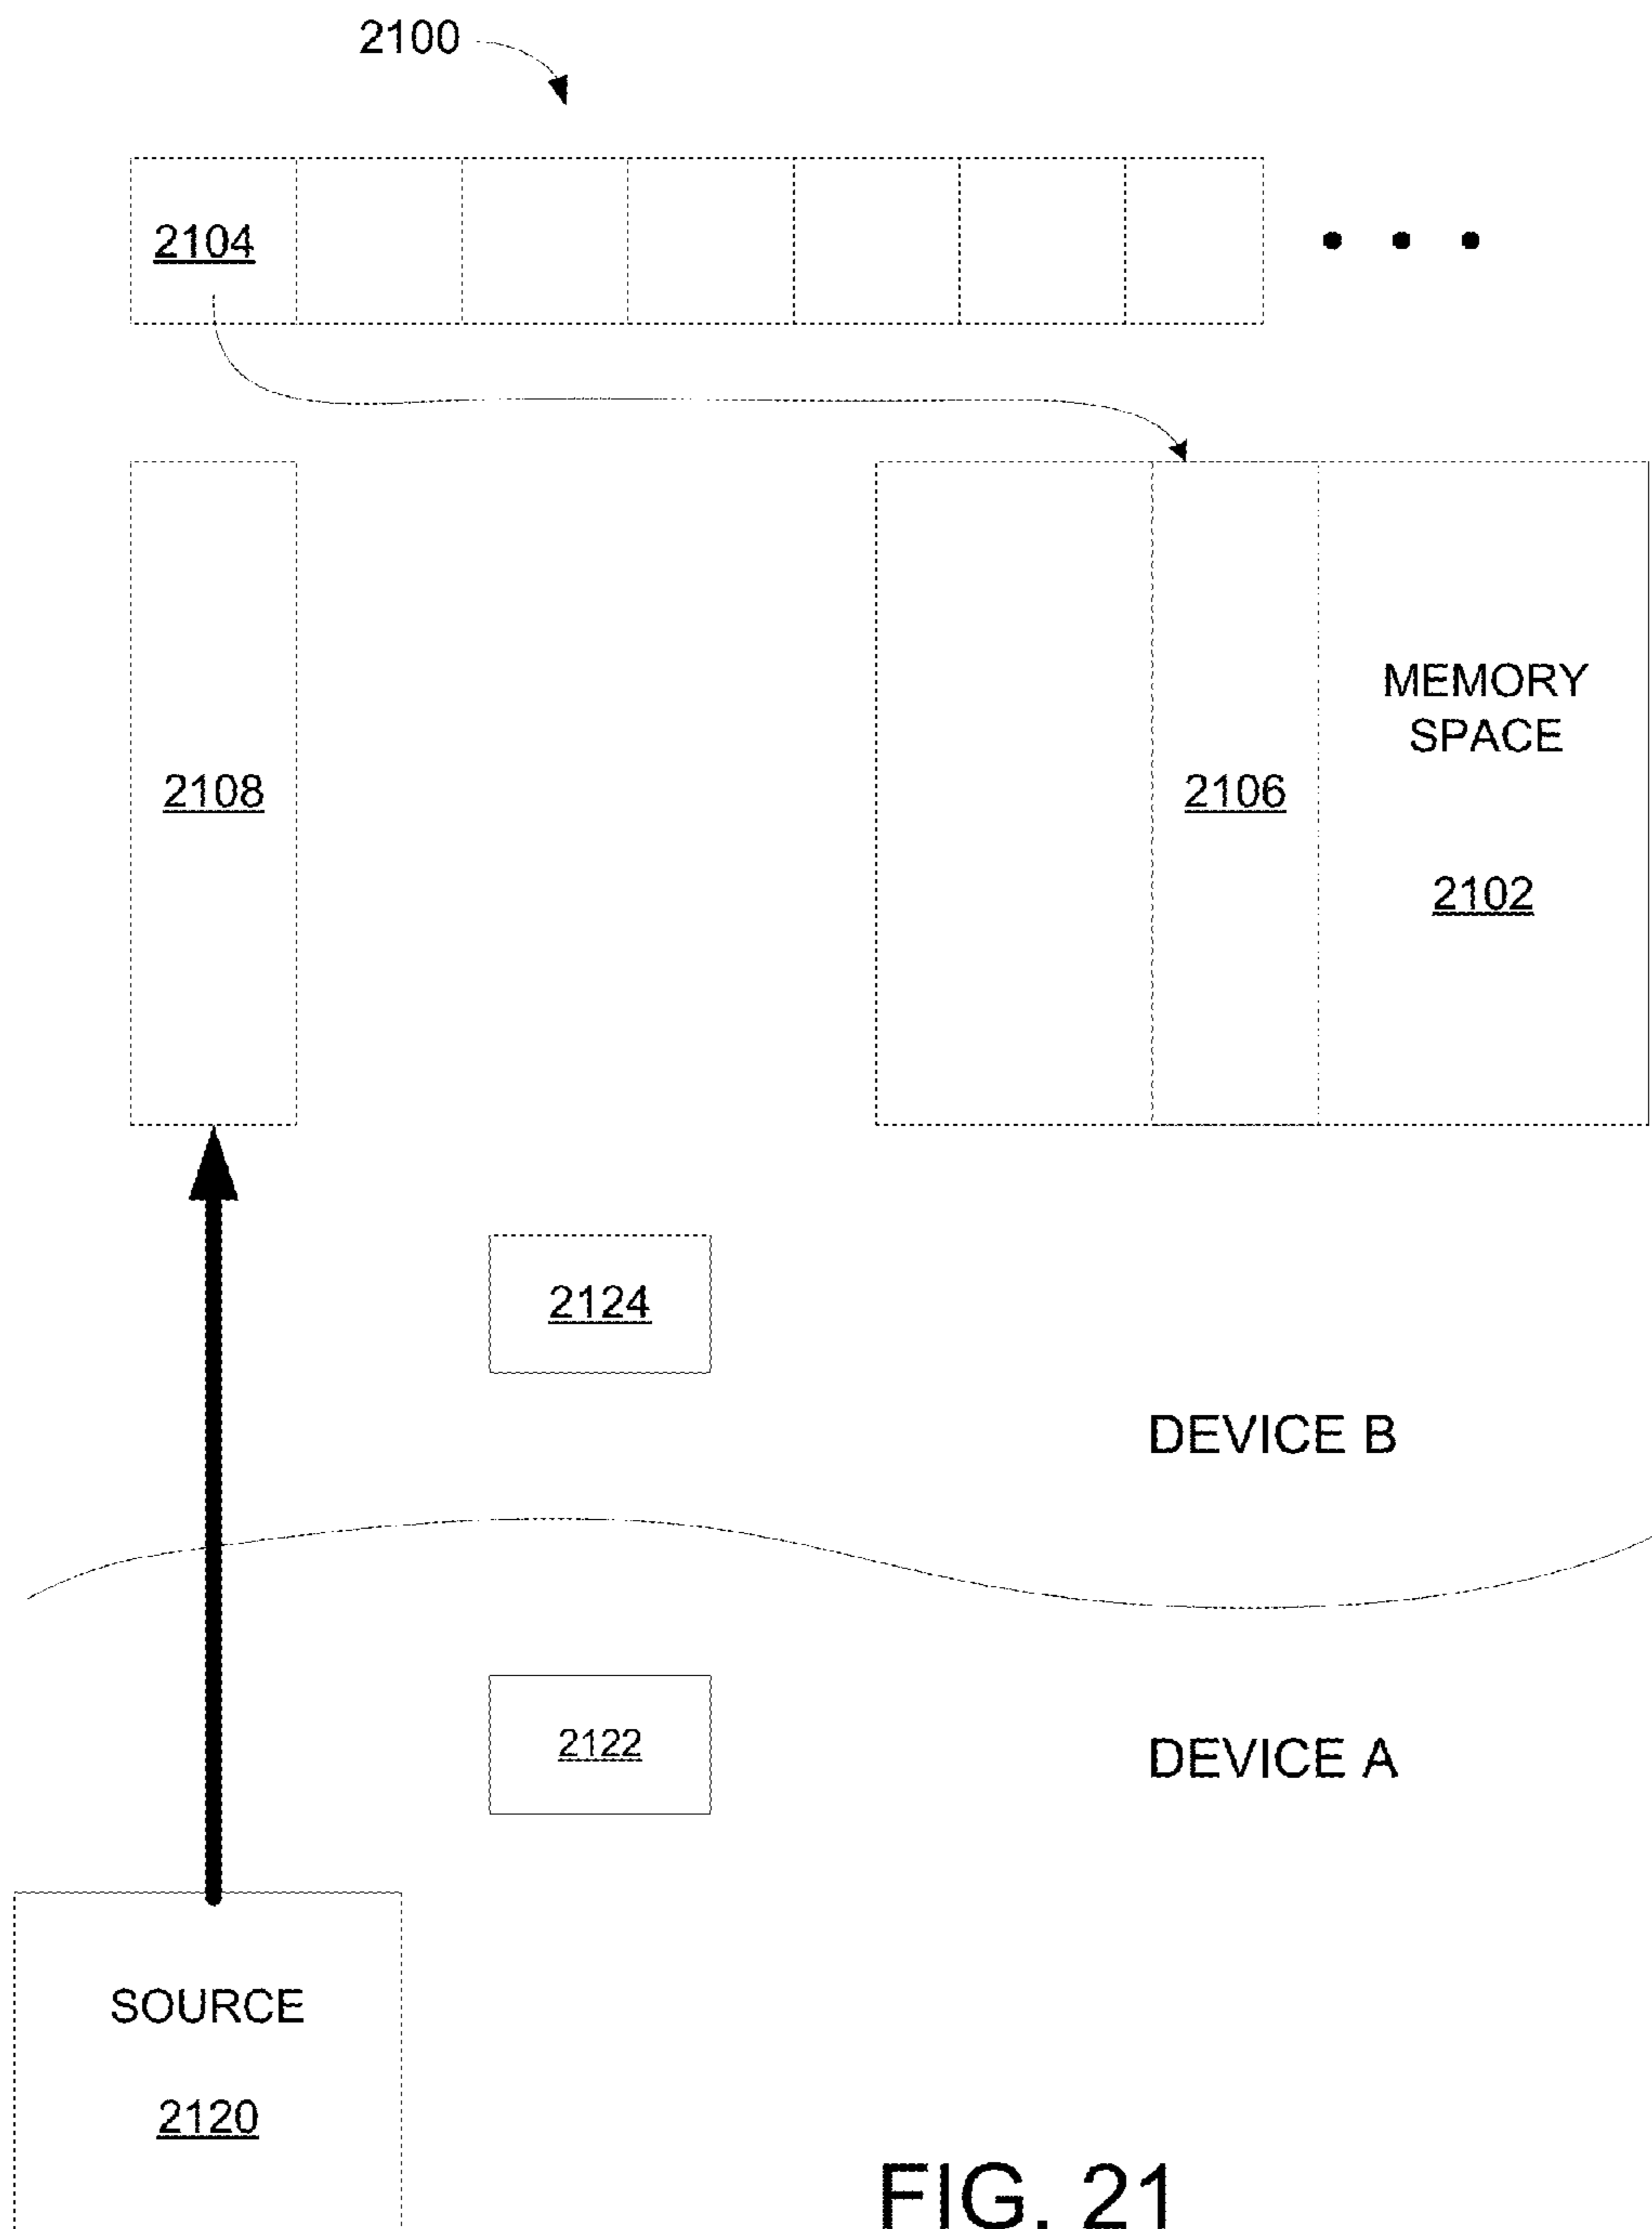 2100
2104
MEMORY
SPACE
2108
2106
2102
2124
DEVICE B
2122
DEVICE A
SOURCE
2120
FIG. 21